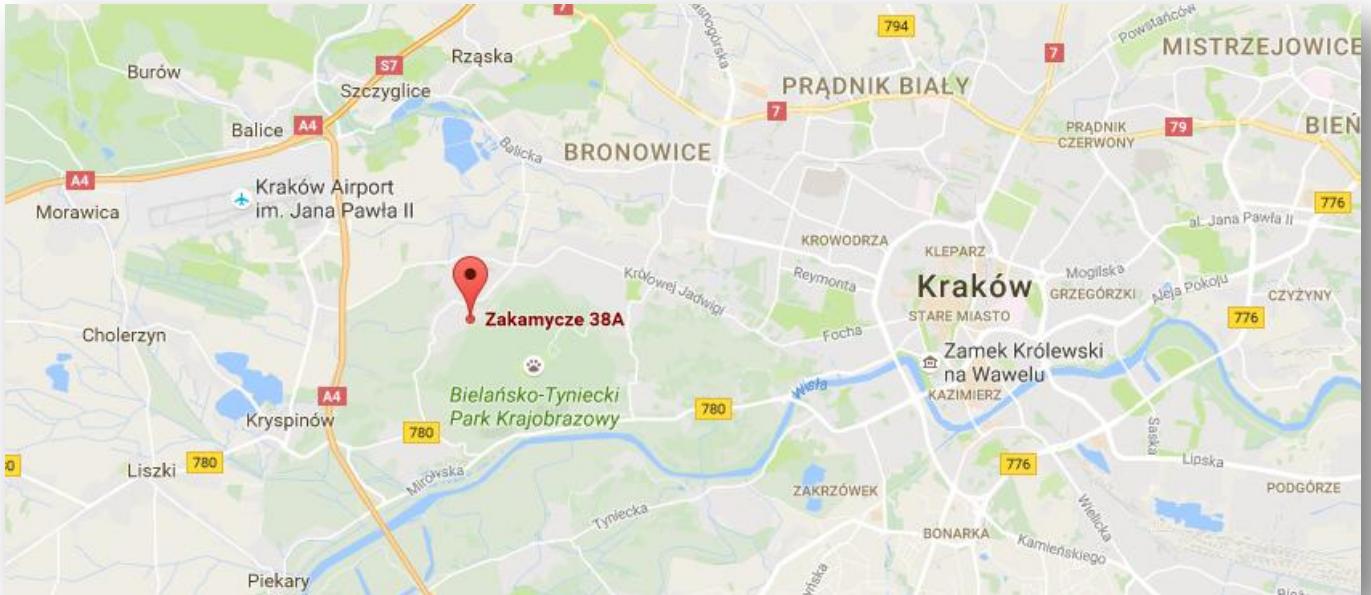 7
794
Powstańców
MISTRZEJOWICE
7
Rząska
S7
Burów
Szczyglice
PRĄDNIK BIAŁY
7
Balice
A4
Balicka
BRONOWICE
PRĄDNIK
CZERWONY
79
BIEŃ
A4
Kraków Airport
im. Jana Pawła II
Morawica
776
al. Jana Pawła II
KROWODRZA
KLEPARZ
Królowej Jadwigi
Reymonta
Kraków
Mogilska
GRZEGÓRZKI
Aleja Pokoju
CZYŻYNY
STARE MIASTO
776
Zakamycze 38A
Cholerzyn
Focha
Zamek Królewski
na Wawelu
Bielańsko-Tyniecki
Park Krajobrazowy
Wisła
KAZIMIERZ
A4
780
Kryspinów
780
Saska
Liszki
780
Mirowska
776
Lipska
ZAKRZÓWEK
PODGÓRZE
Tyniecka
Wielicka
BONARKA
Kamieńskiego
Piekary